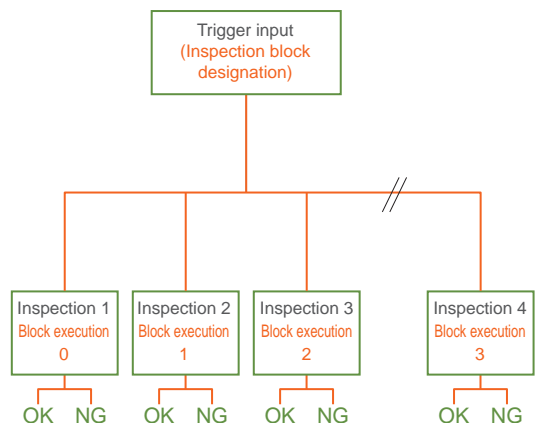 Trigger input
(Inspection block
designation)
Inspection 1
Block execution
0
Inspection 2
Block execution
1
Inspection 3
Block execution
2
Inspection 4
Block execution
3
OK NG
OK NG
OK NG
OK NG